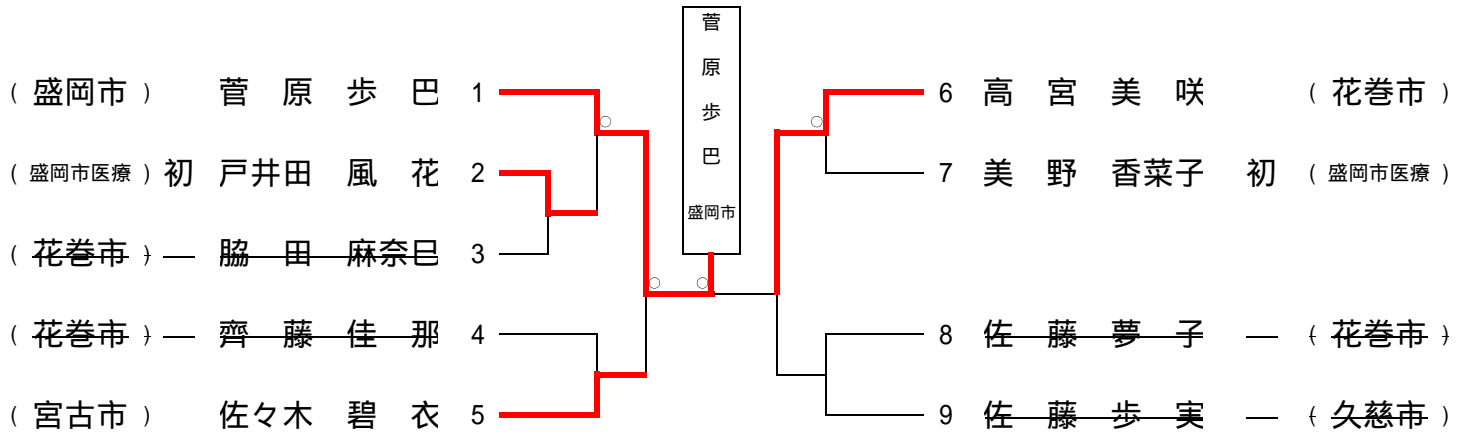 菅原歩巴
盛岡市
( 盛岡市 ) 菅 原 歩 巴 1
( 盛岡市医療 ) 初 戸井田 風 花 2
( 花巻市 ) 脇 田 麻奈巳 3
( 花巻市 ) 齊 藤 佳 那 4
( 宮古市 ) 佐々木 碧 衣 5
6 高 宮 美 咲 ( 花巻市 )
7 美 野 香菜子 初 ( 盛岡市医療 )
8 佐 藤 夢 子 ( 花巻市 )
9 佐 藤 歩 実 ( 久慈市 )